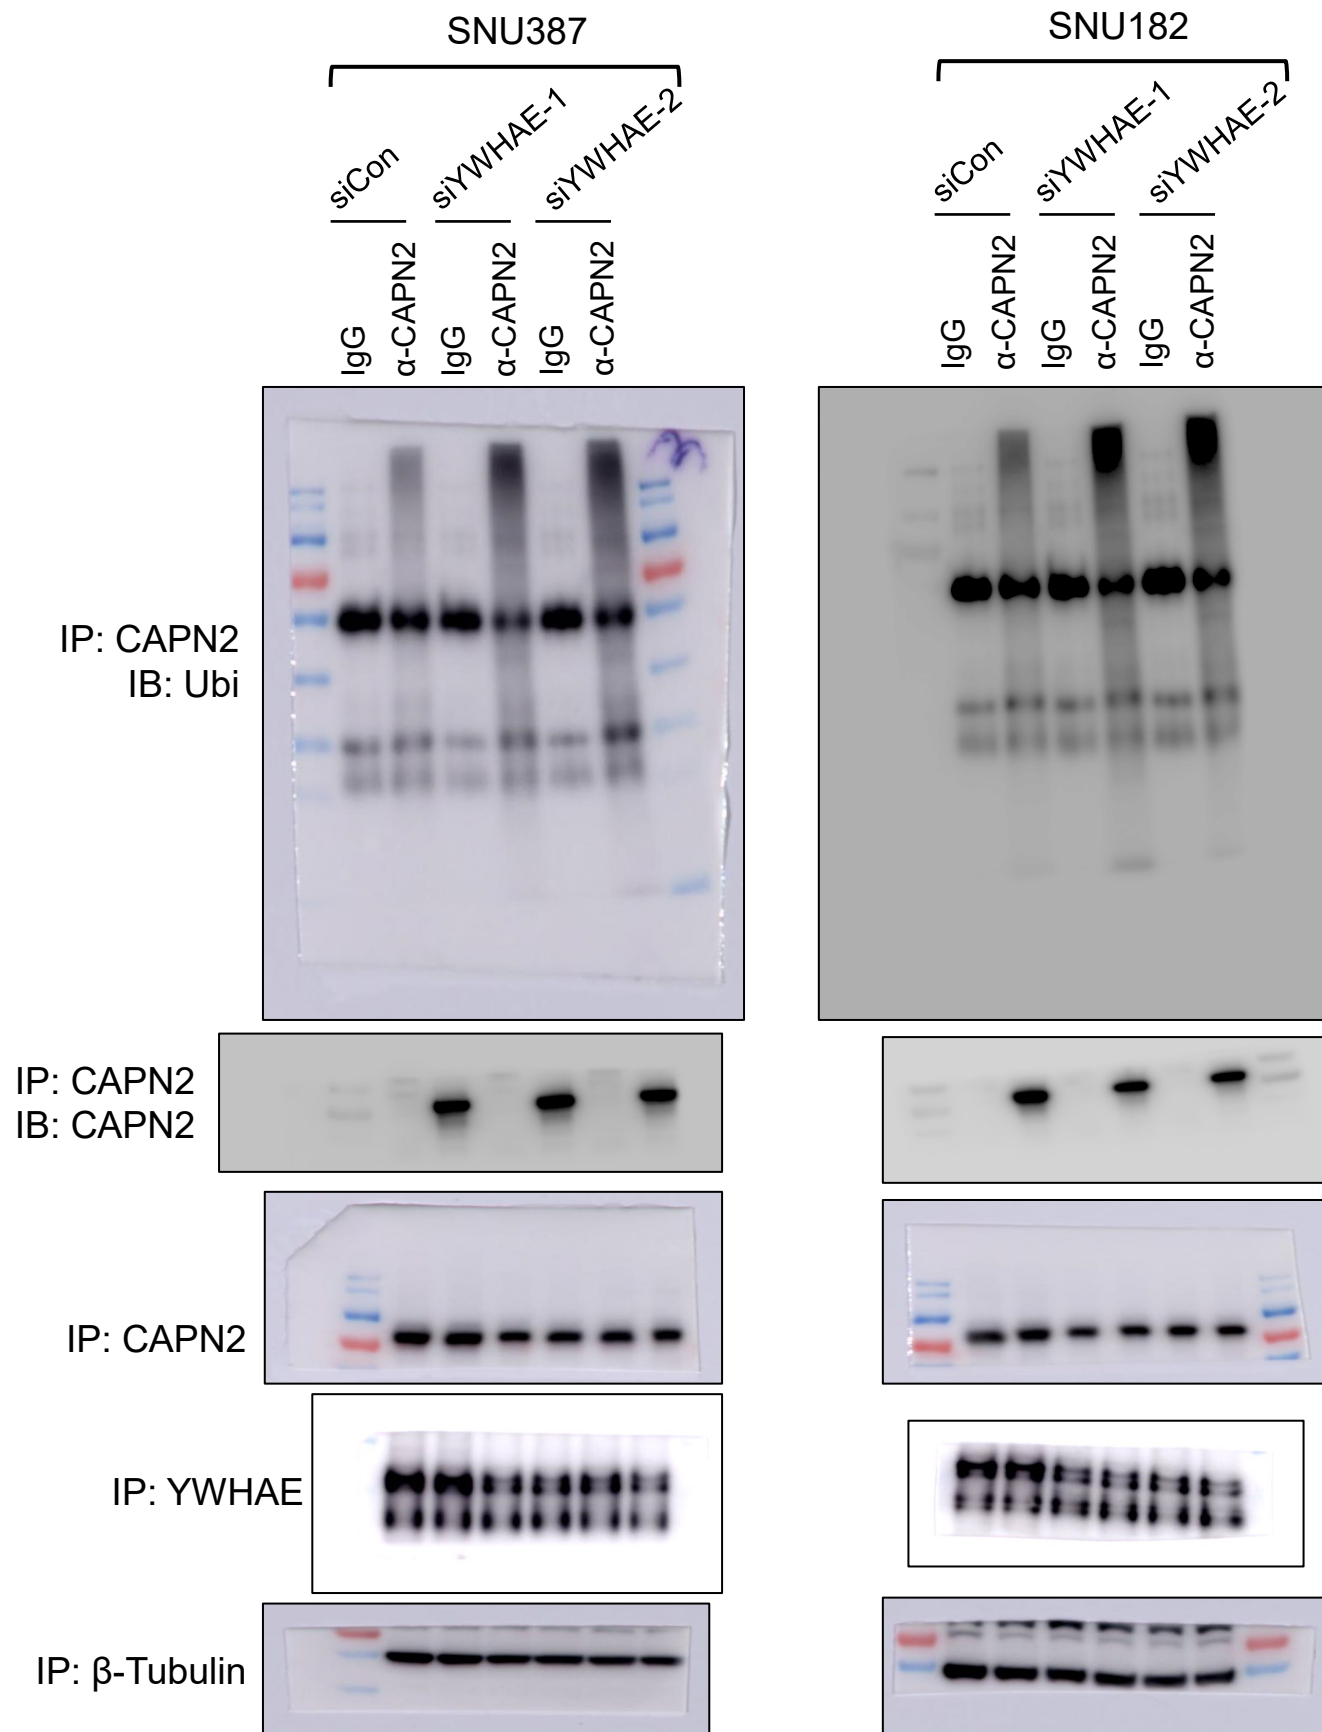 SNU387
SNU182
siCon
siYWHAE-1
siYWHAE-2
siCon
siYWHAE-1
siYWHAE-2
IgG
α-CAPN2
IgG
α-CAPN2
IgG
α-CAPN2
IgG
α-CAPN2
IgG
α-CAPN2
IgG
α-CAPN2
IP: CAPN2
IB: Ubi
IP: CAPN2
IB: CAPN2
IP: CAPN2
IP: YWHAE
IP: β-Tubulin